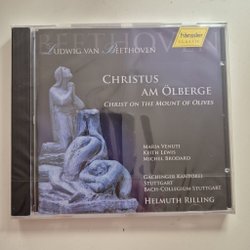 BEETHOVEN
LUDWIG VAN BEETHOVEN
hänssler
CLASSIC
CHRISTUS
AM ÖLBERGE
CHRIST ON THE MOUNT OF OLIVES
MARIA VENUTI
KEITH LEWIS
MICHEL BRODARD
GÄCHINGER KANTOREI
STUTTGART
BACH-COLLEGIUM STUTTGART
HELMUTH RILLING